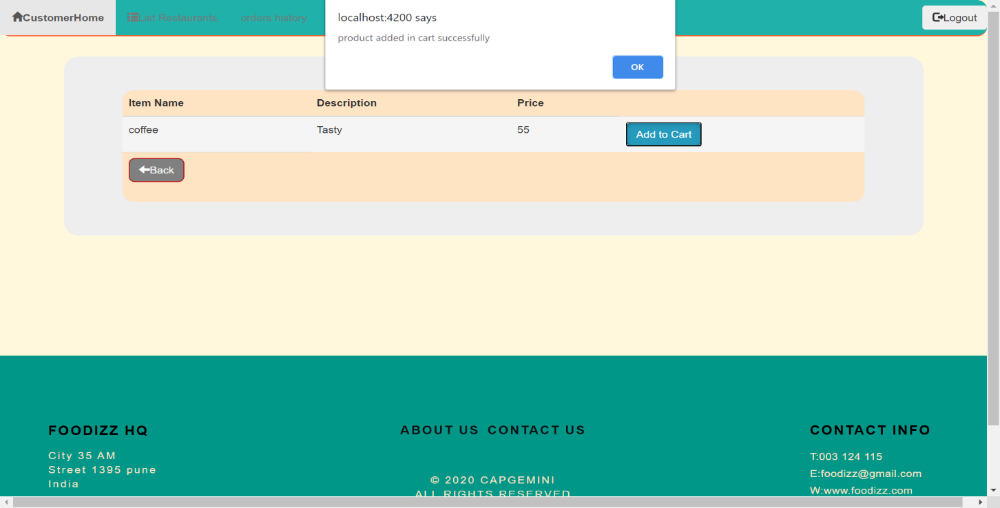 CustomerHome List Restaurants orders history Logout
localhost:4200 says
product added in cart successfully
OK
Item Name Description Price
coffee Tasty 55 Add to Cart
Back
FOODIZZ HQ
City 35 AM
Street 1395 pune
India
ABOUT US CONTACT US
© 2020 CAPGEMINI
ALL RIGHTS RESERVED
CONTACT INFO
T:003 124 115
E:foodizz@gmail.com
W:www.foodizz.com